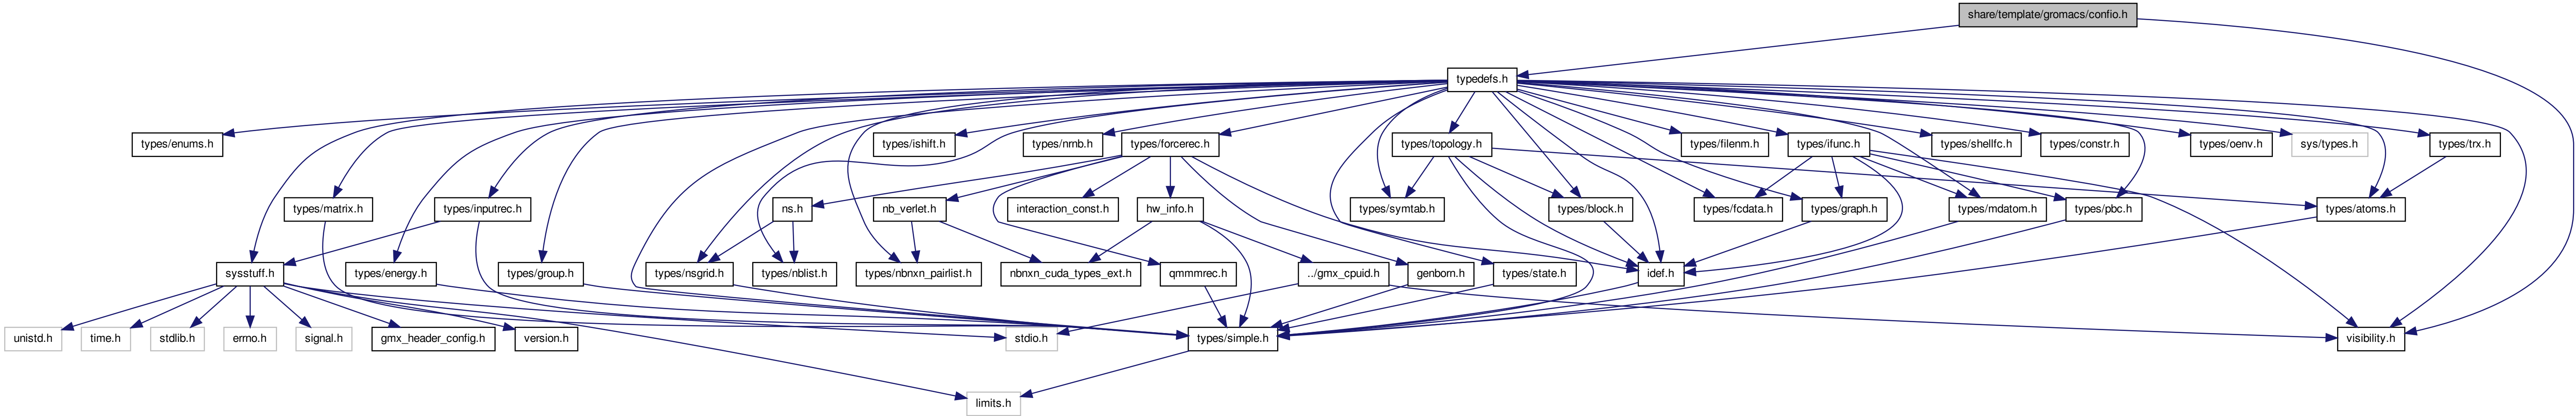 share/template/gromacs/confio.h
typedefs.h
types/enums.h
types/ishift.h
types/nrnb.h
types/forcerec.h
types/topology.h
types/filenm.h
types/ifunc.h
types/shellfc.h
types/constr.h
types/oenv.h
sys/types.h
types/trx.h
types/matrix.h
types/inputrec.h
ns.h
nb_verlet.h
interaction_const.h
hw_info.h
types/symtab.h
types/block.h
types/fcdata.h
types/graph.h
types/mdatom.h
types/pbc.h
types/atoms.h
sysstuff.h
types/energy.h
types/group.h
types/nsgrid.h
types/nblist.h
types/nbnxn_pairlist.h
nbnxn_cuda_types_ext.h
qmmmrec.h
../gmx_cpuid.h
genborn.h
types/state.h
idef.h
unistd.h
time.h
stdlib.h
errno.h
signal.h
gmx_header_config.h
version.h
stdio.h
types/simple.h
visibility.h
limits.h